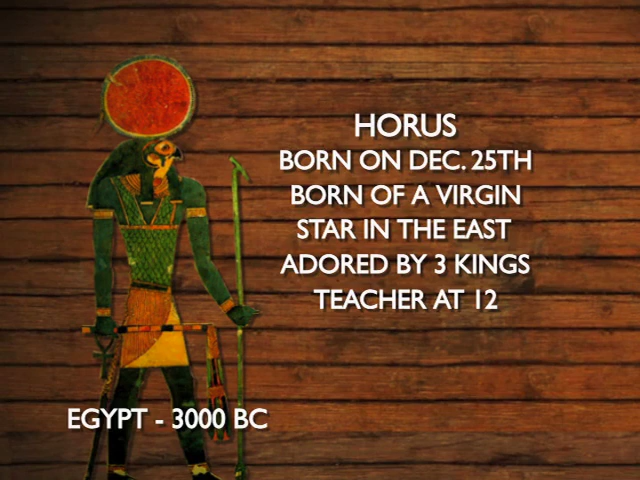 HORUS
BORN ON DEC. 25TH
BORN OF A VIRGIN
STAR IN THE EAST
ADORED BY 3 KINGS
TEACHER AT 12
EGYPT - 3000 BC